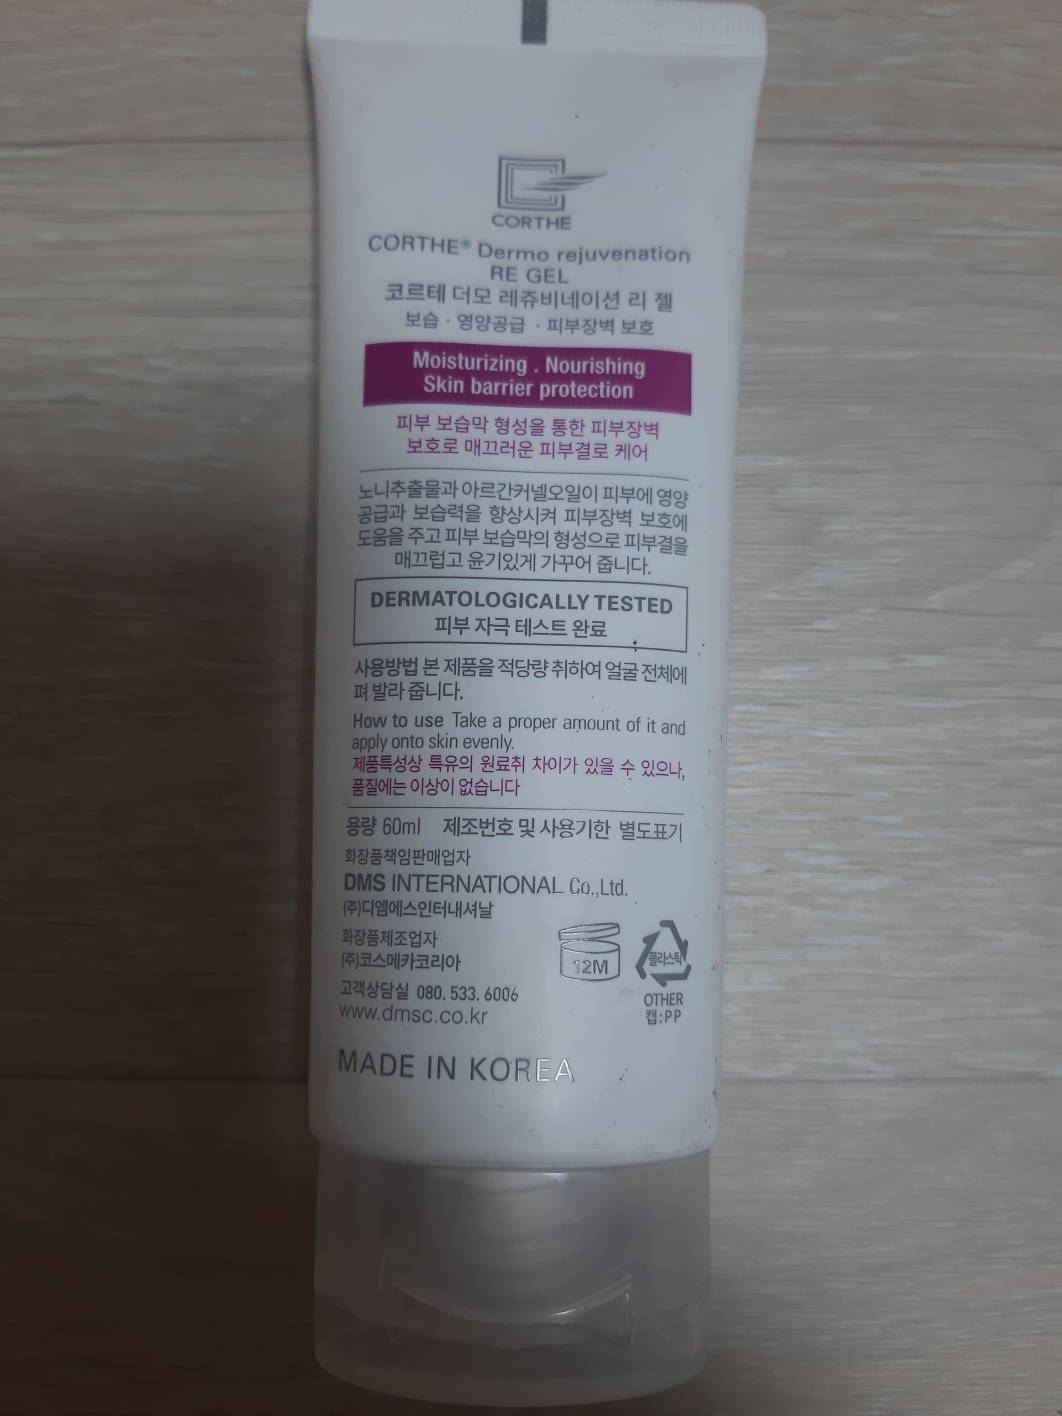 CORTHE
CORTHE® Dermo rejuvenation
RE GEL
코르테 더모 레쥬비네이션 리 젤
보습 · 영양공급 · 피부장벽 보호
Moisturizing . Nourishing
Skin barrier protection
피부 보습막 형성을 통한 피부장벽
보호로 매끄러운 피부결로 케어
노니추출물과 아르간커넬오일이 피부에 영양
공급과 보습력을 향상시켜 피부장벽 보호에
도움을 주고 피부 보습막의 형성으로 피부결을
매끄럽고 윤기있게 가꾸어 줍니다.
DERMATOLOGICALLY TESTED
피부 자극 테스트 완료
사용방법 본 제품을 적당량 취하여 얼굴 전체에
펴 발라 줍니다.
How to use Take a proper amount of it and
apply onto skin evenly.
제품특성상 특유의 원료취 차이가 있을 수 있으나,
품질에는 이상이 없습니다
용량 60ml 제조번호 및 사용기한 별도표기
화장품책임판매업자
DMS INTERNATIONAL Co.,Ltd.
(주)디엠에스인터내셔날
화장품제조업자
(주)코스메카코리아
고객상담실 080. 533. 6006
www.dmsc.co.kr
12M
플라스틱
OTHER
캡:PP
MADE IN KOREA